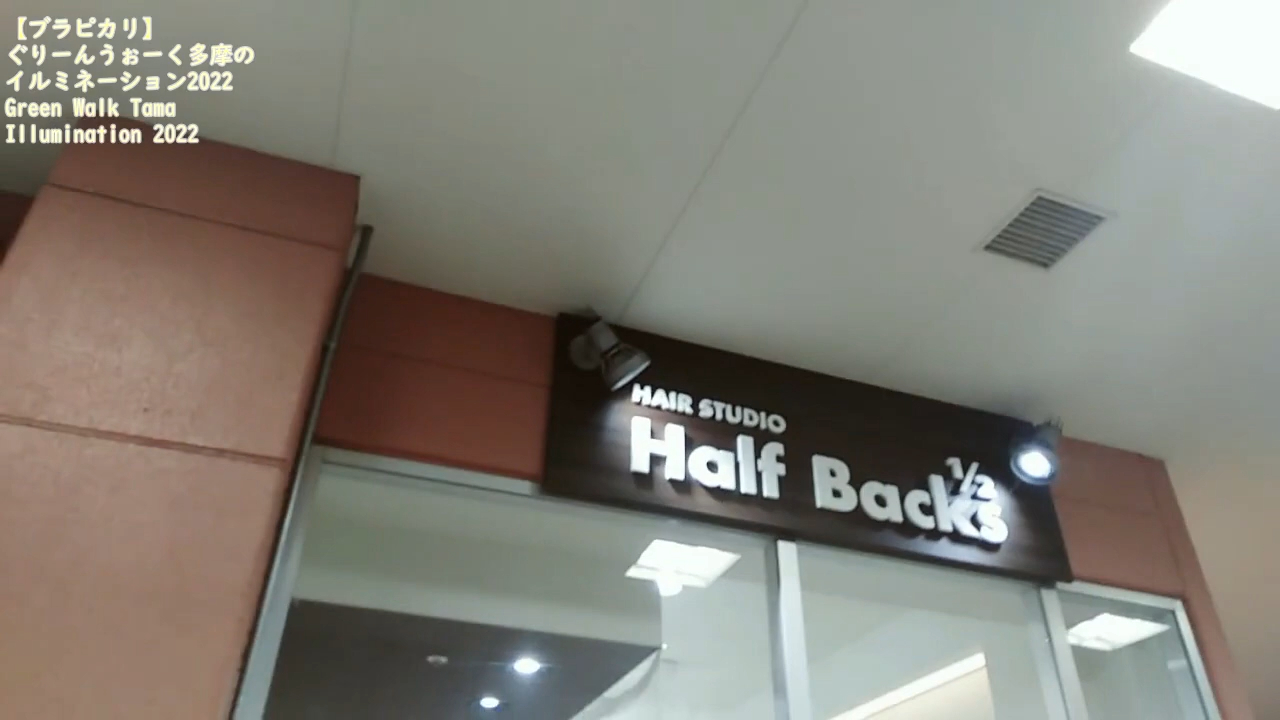 【ブラピカリ】
ぐりーんうぉーく多摩の
イルミネーション2022
Green Walk Tama
Illumination 2022
HAIR STUDIO
Half Backs
1/2